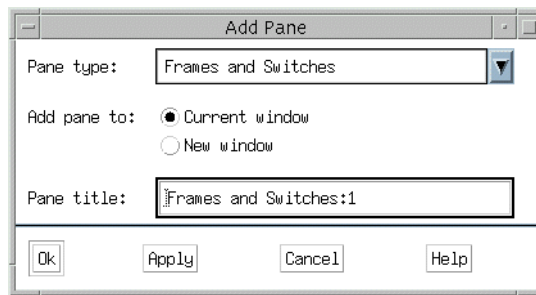 Add Pane
Pane type: Frames and Switches
Add pane to: Current window
New window
Pane title: Frames and Switches:1
Ok Apply Cancel Help